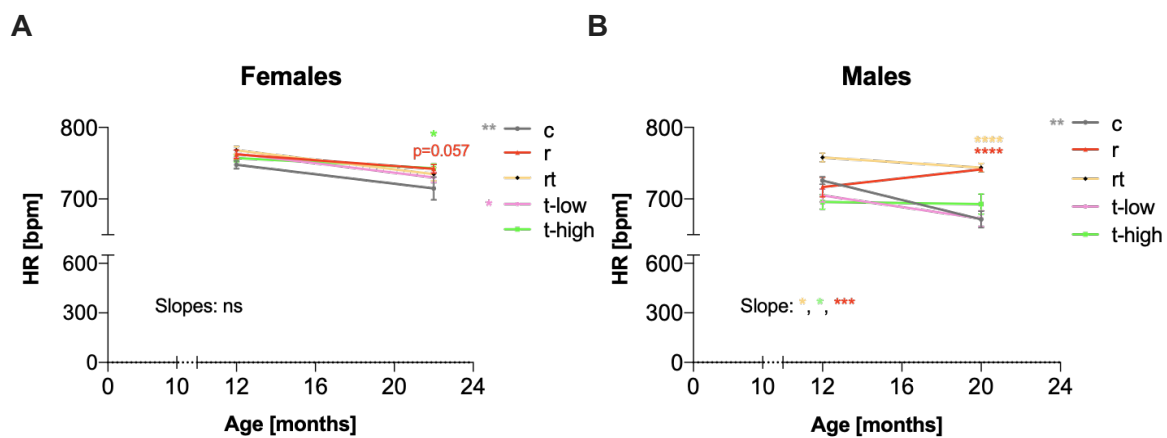 A
B
Females
Males
800
700
600
300
0
HR [bpm]
0 10 12 16 20 24
Age [months]
Slopes: ns
*
p=0.057
** c
r
rt
* t-low
t-high
800
700
600
300
0
HR [bpm]
0 10 12 16 20 24
Age [months]
Slope: *, *, ***
****
****
** c
r
rt
t-low
t-high